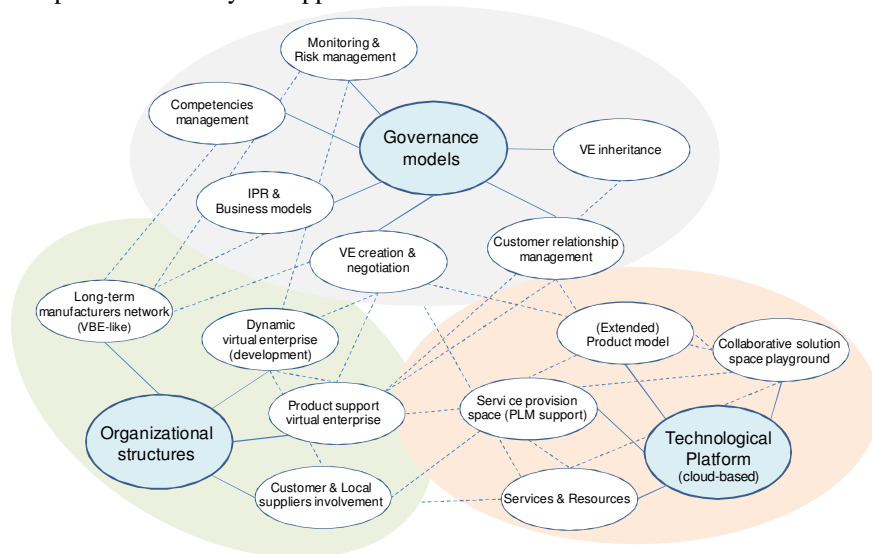 Monitoring &
Risk management
Competencies
management
Governance
models
VE inheritance
IPR &
Business models
VE creation &
negotiation
Customer relationship
management
Long-term
manufacturers network
(VBE-like)
Dynamic
virtual enterprise
(development)
(Extended)
Product model
Collaborative solution
space playground
Product support
virtual enterprise
Service provision
space (PLM support)
Organizational
structures
Technological
Platform
(cloud-based)
Customer & Local
suppliers involvement
Services & Resources